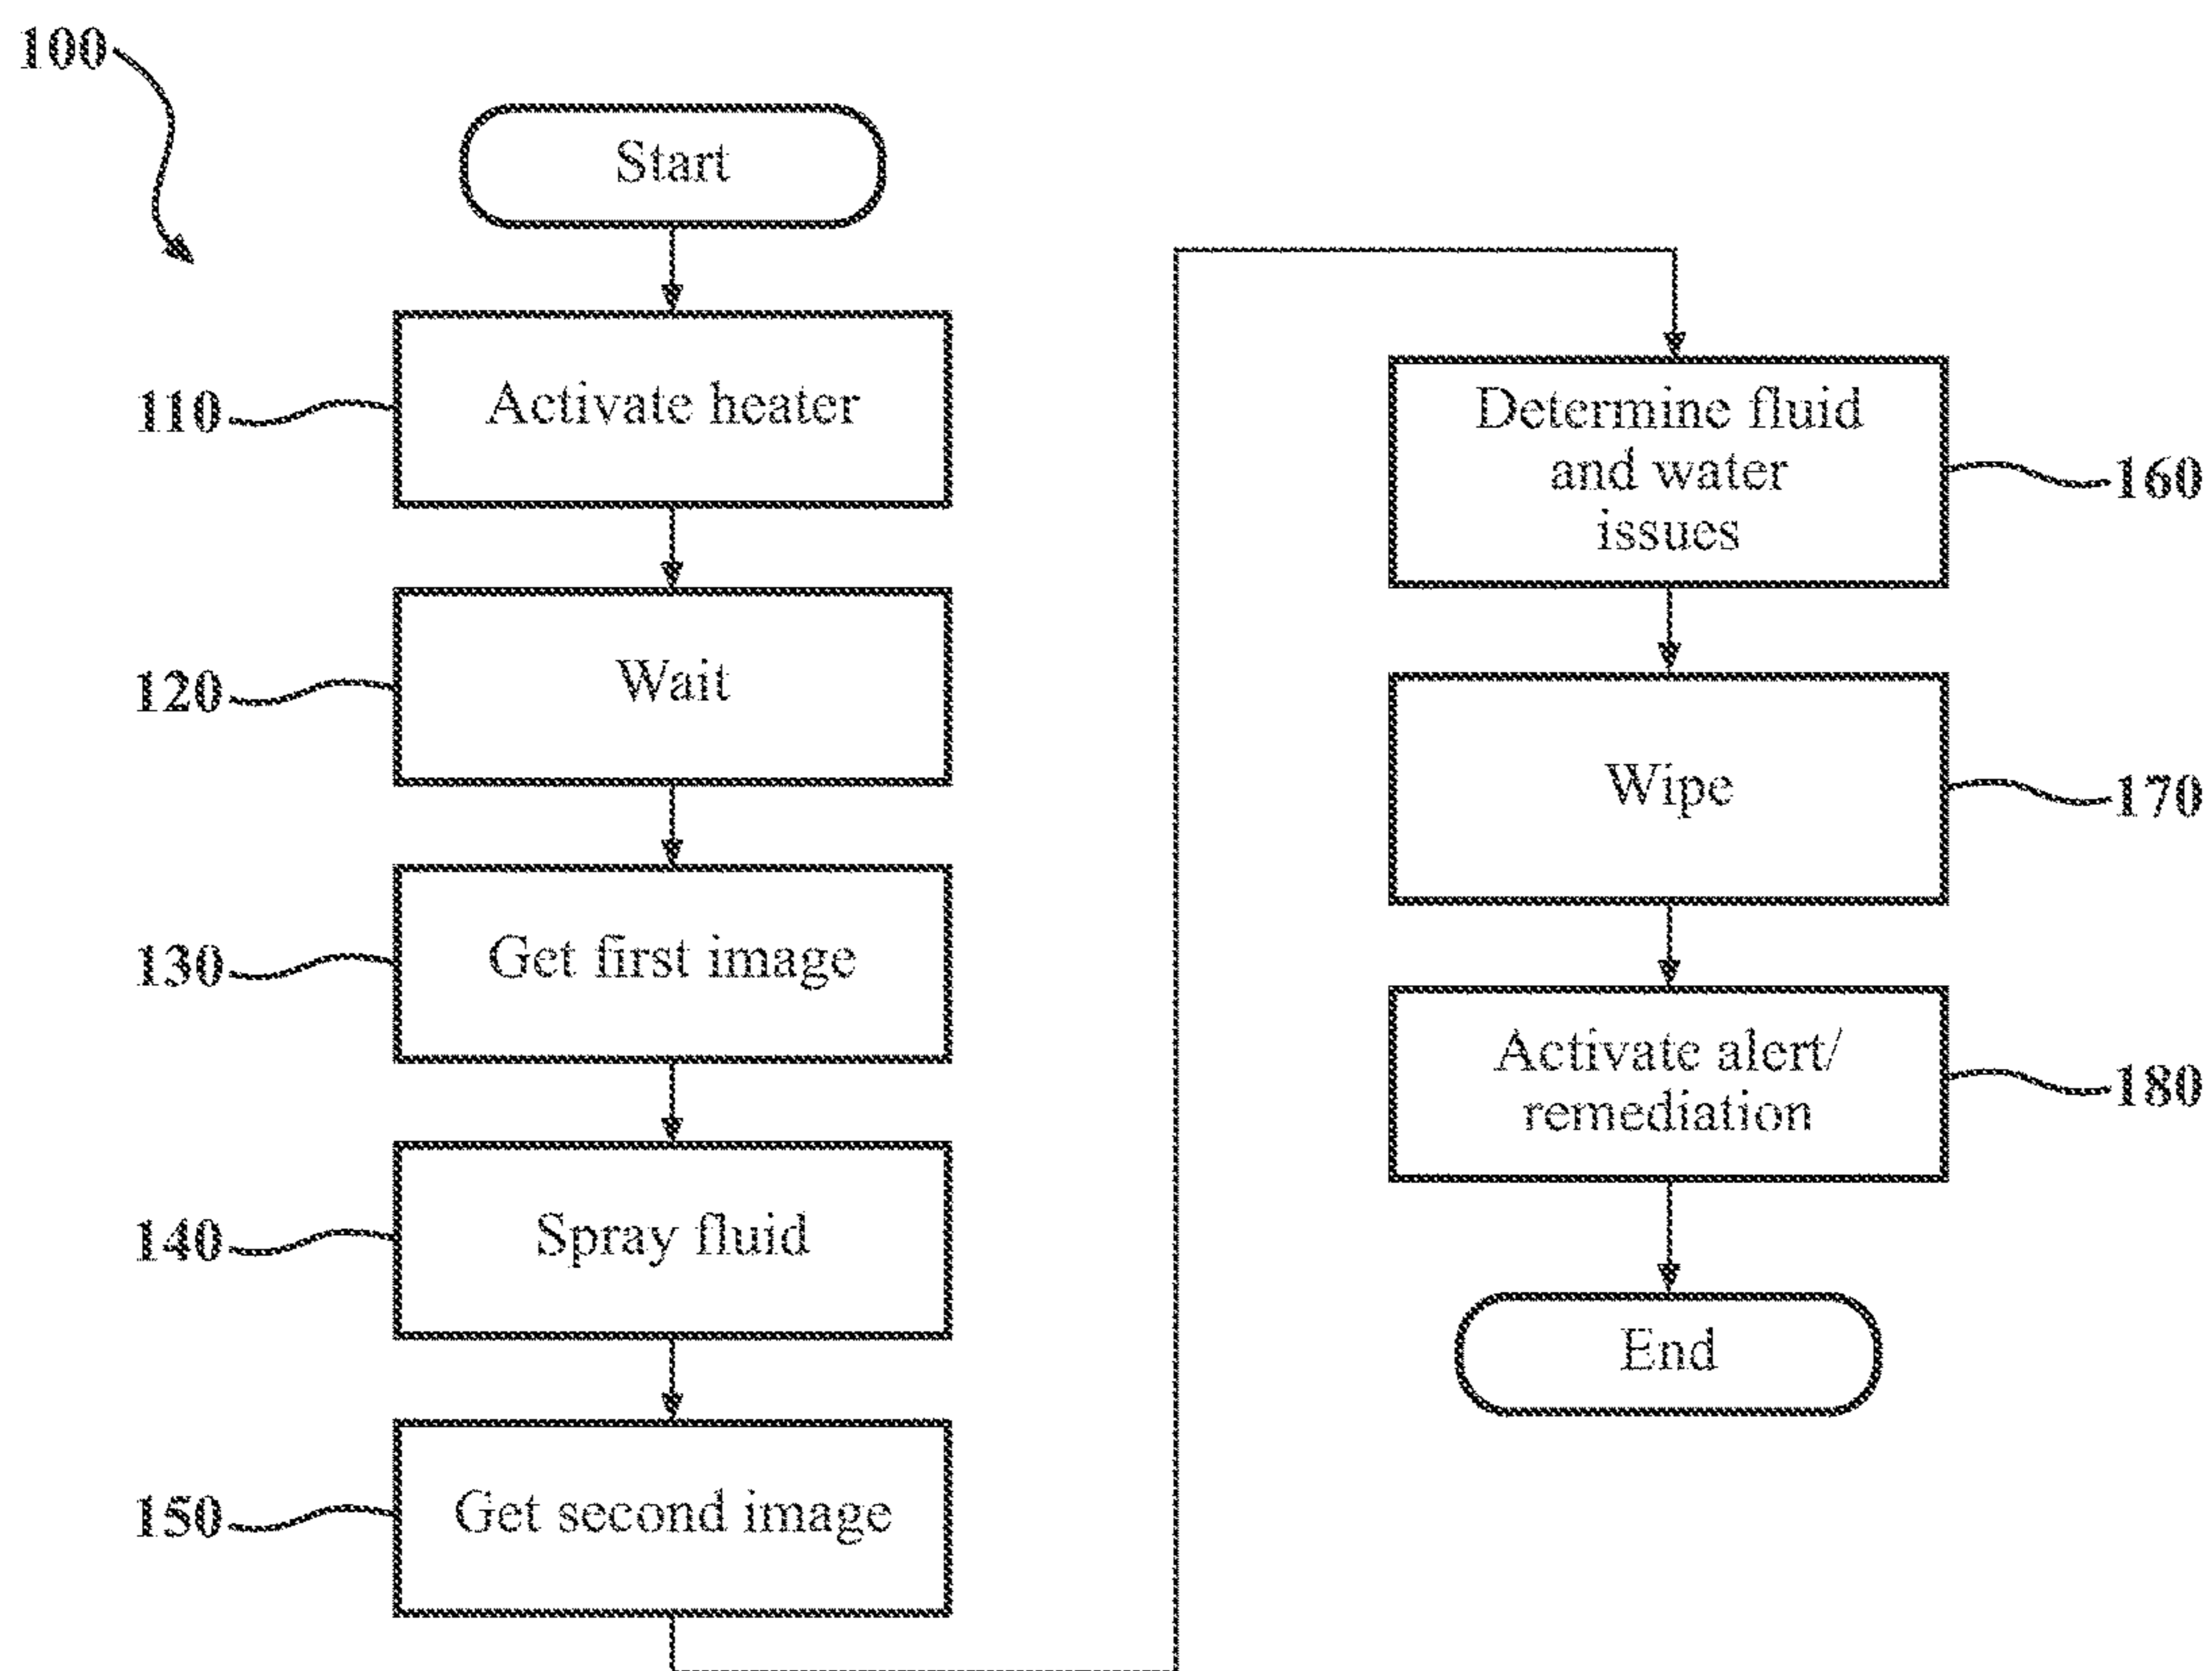 100
Start
110
Activate heater
120
Wait
130
Get first image
140
Spray fluid
150
Get second image
Determine fluid
and water
issues
160
Wipe
170
Activate alert/
remediation
180
End